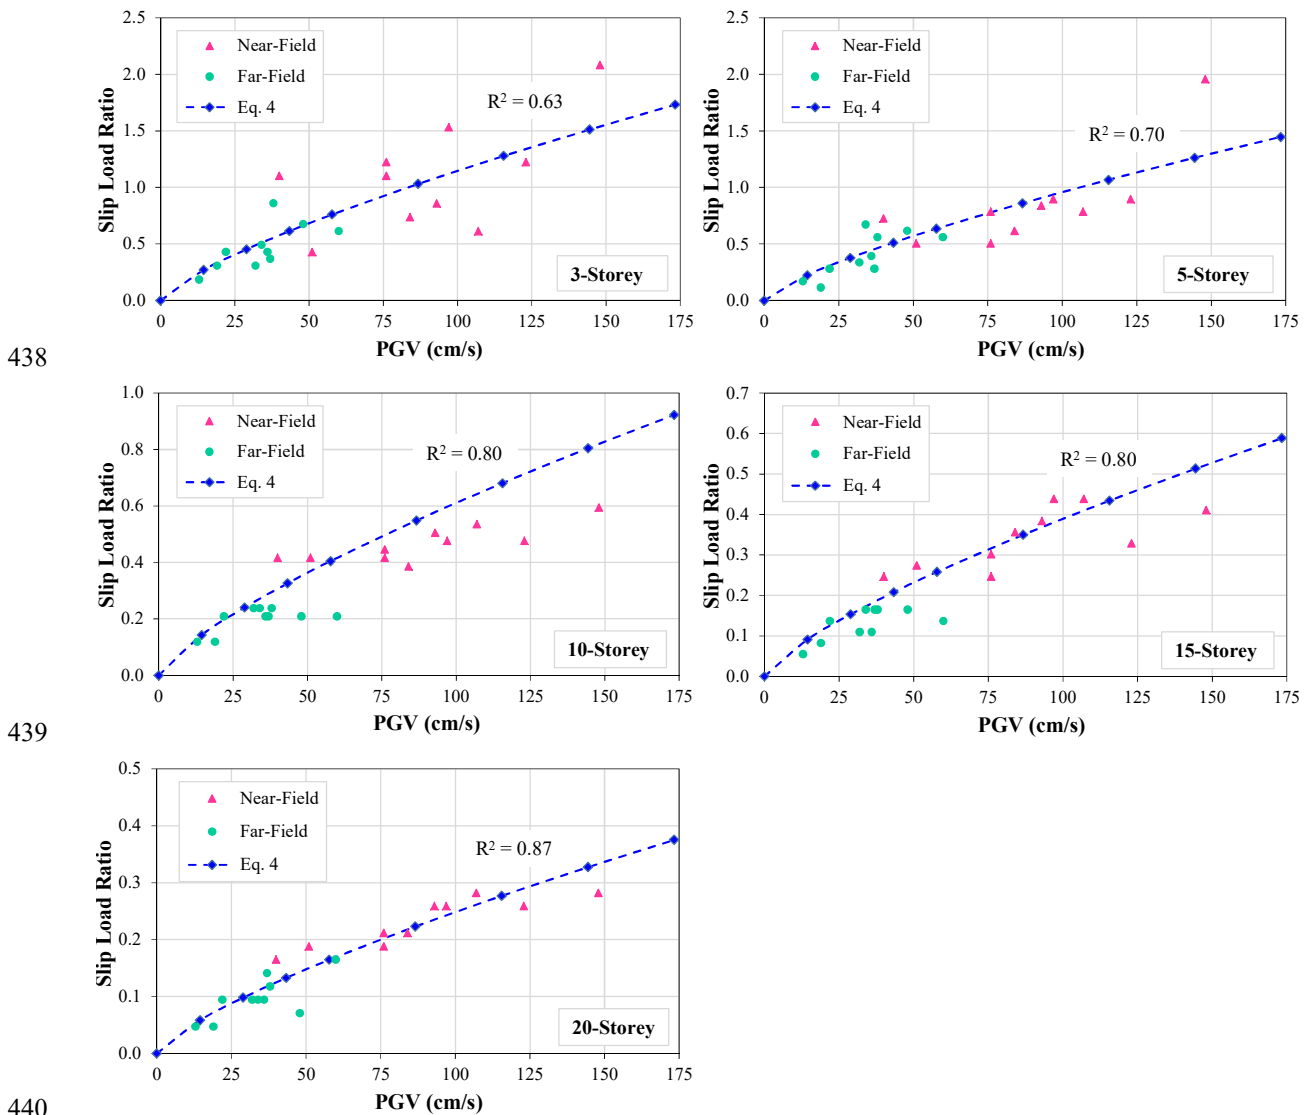 2.5
2.0
1.5
1.0
0.5
0.0
Slip Load Ratio
Near-Field
Far-Field
Eq. 4
R² = 0.63
3-Storey
0 25 50 75 100 125 150 175
PGV (cm/s)
2.5
2.0
1.5
1.0
0.5
0.0
Slip Load Ratio
Near-Field
Far-Field
Eq. 4
R² = 0.70
5-Storey
0 25 50 75 100 125 150 175
PGV (cm/s)
438
1.0
0.8
0.6
0.4
0.2
0.0
Slip Load Ratio
Near-Field
Far-Field
Eq. 4
R² = 0.80
10-Storey
0 25 50 75 100 125 150 175
PGV (cm/s)
0.7
0.6
0.5
0.4
0.3
0.2
0.1
0.0
Slip Load Ratio
Near-Field
Far-Field
Eq. 4
R² = 0.80
15-Storey
0 25 50 75 100 125 150 175
PGV (cm/s)
439
0.5
0.4
0.3
0.2
0.1
0.0
Slip Load Ratio
Near-Field
Far-Field
Eq. 4
R² = 0.87
20-Storey
0 25 50 75 100 125 150 175
PGV (cm/s)
440